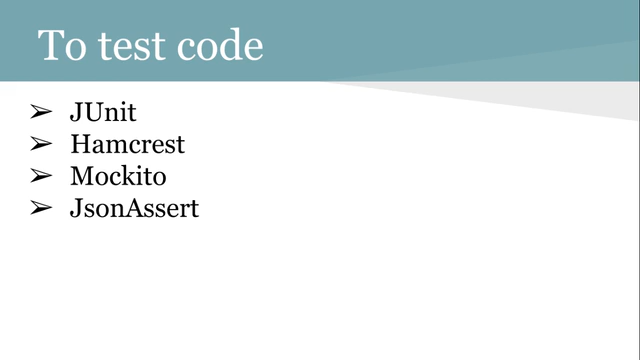 To test code
➢ JUnit
➢ Hamcrest
➢ Mockito
➢ JsonAssert